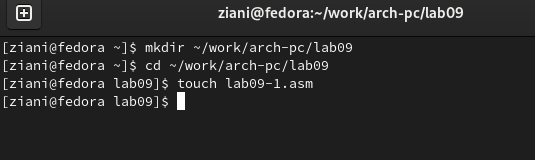 ziani@fedora:~/work/arch-pc/lab09
[ziani@fedora ~]$ mkdir ~/work/arch-pc/lab09
[ziani@fedora ~]$ cd ~/work/arch-pc/lab09
[ziani@fedora lab09]$ touch lab09-1.asm
[ziani@fedora lab09]$